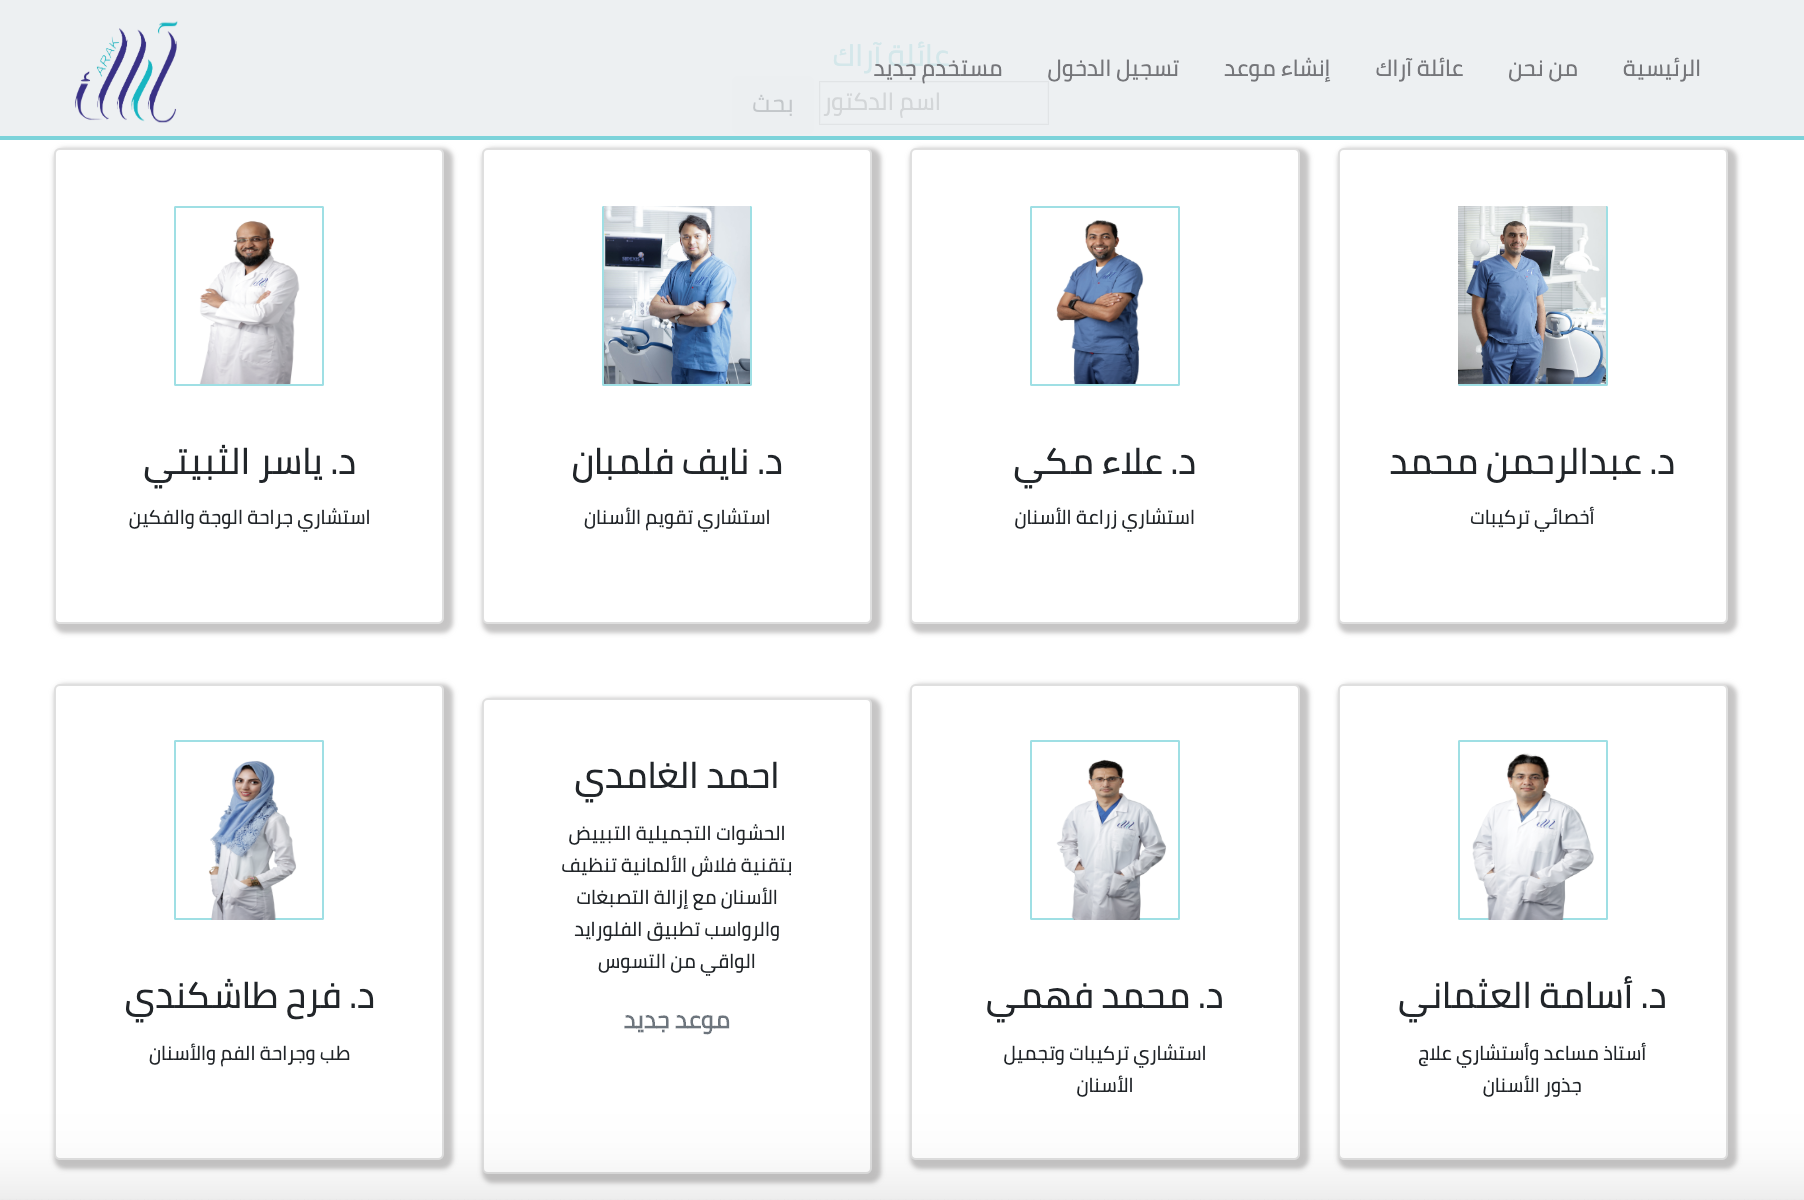 الرئيسية
من نحن
عائلة آراك
إنشاء موعد
تسجيل الدخول
مستخدم جديد
آراك
ARAK
عائلة آراك
اسم الدكتور
بحث
د. عبدالرحمن محمد
أخصائي تركيبات
د. علاء مكي
استشاري زراعة الأسنان
د. نايف فلمبان
استشاري تقويم الأسنان
د. ياسر الثبيتي
استشاري جراحة الوجة والفكين
د. أسامة العثماني
أستاذ مساعد وأستشاري علاج
جذور الأسنان
د. محمد فهمي
استشاري تركيبات وتجميل
الأسنان
احمد الغامدي
الحشوات التجميلية التبييض
بتقنية فلاش الألمانية تنظيف
الأسنان مع إزالة التصبغات
والرواسب تطبيق الفلورايد
الواقي من التسوس
موعد جديد
د. فرح طاشكندي
طب وجراحة الفم والأسنان